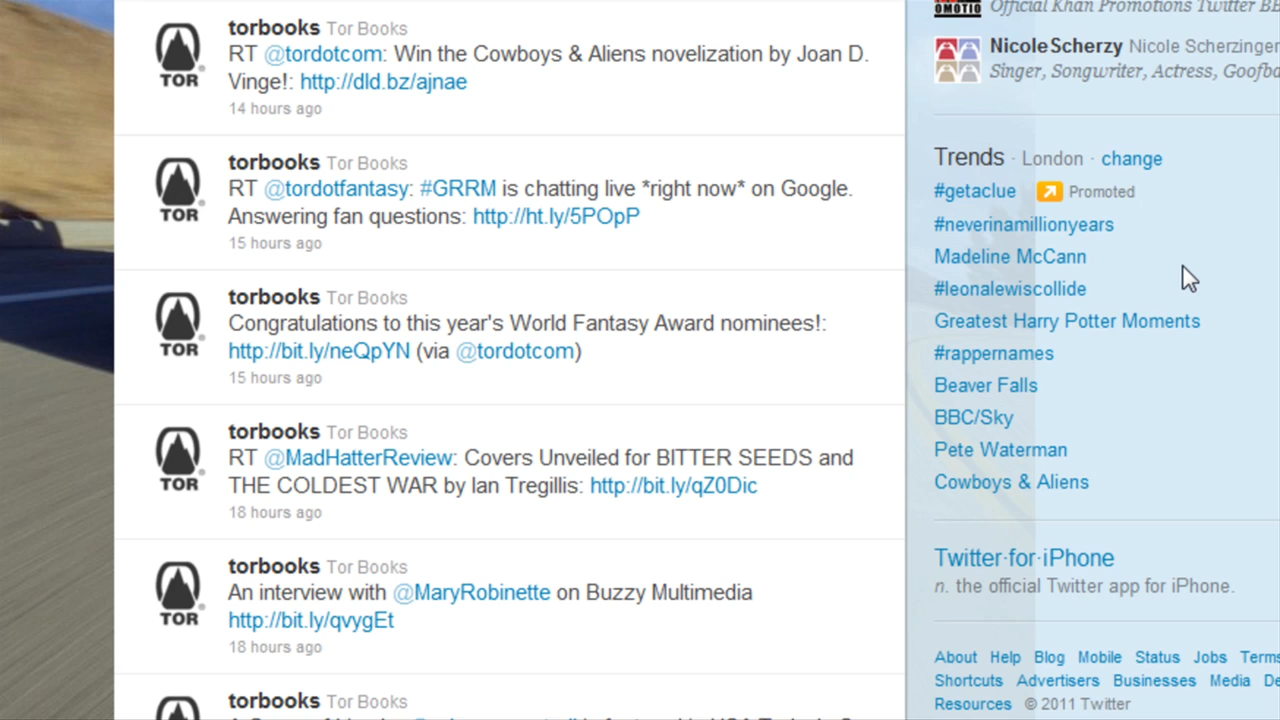 torbooks Tor Books
RT @tordotcom: Win the Cowboys & Aliens novelization by Joan D.
Vinge!: http://dld.bz/ajnae
14 hours ago
TOR
torbooks Tor Books
RT @tordotfantasy: #GRRM is chatting live *right now* on Google.
Answering fan questions: http://ht.ly/5POpP
15 hours ago
TOR
torbooks Tor Books
Congratulations to this year's World Fantasy Award nominees!:
http://bit.ly/neQpYN (via @tordotcom)
15 hours ago
TOR
torbooks Tor Books
RT @MadHatterReview: Covers Unveiled for BITTER SEEDS and
THE COLDEST WAR by Ian Tregillis: http://bit.ly/qZ0Dic
18 hours ago
TOR
torbooks Tor Books
An interview with @MaryRobinette on Buzzy Multimedia
http://bit.ly/qvygEt
18 hours ago
TOR
torbooks Tor Books
OMOTIO
Official Khan Promotions Twitter
NicoleScherzy Nicole Scherzinger
Singer, Songwriter, Actress,
Trends · London · change
#getaclue Promoted
#neverinamillionyears
Madeline McCann
#leonalewiscollide
Greatest Harry Potter Moments
#rappernames
Beaver Falls
BBC/Sky
Pete Waterman
Cowboys & Aliens
Twitter·for·iPhone
n. the official Twitter app for iPhone.
About Help Blog Mobile Status Jobs Terms
Shortcuts Advertisers Businesses Media De
Resources © 2011 Twitter